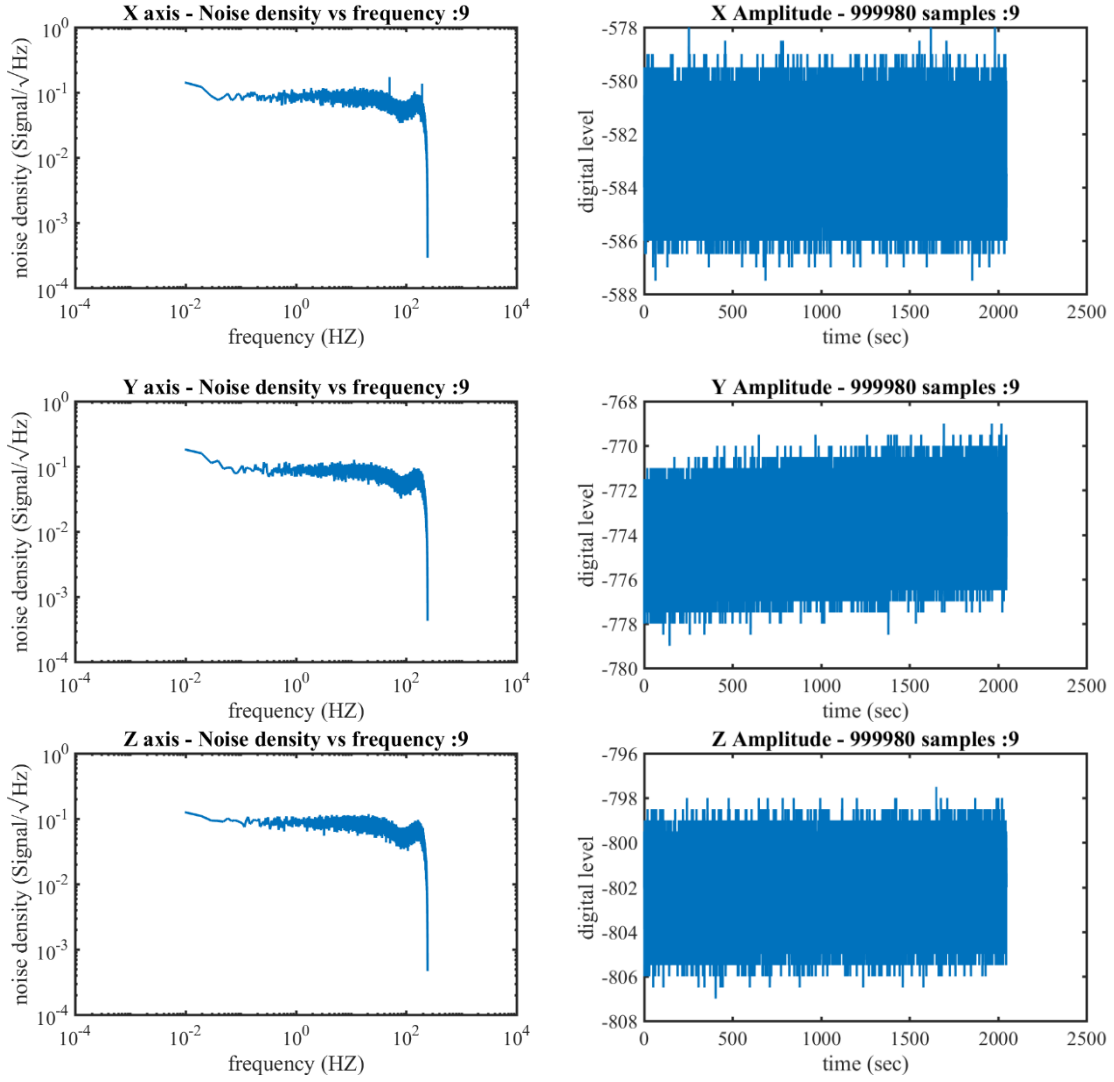 X axis - Noise density vs frequency :9
noise density (Signal/√Hz)
10^0
10^-1
10^-2
10^-3
10^-4
10^-4 10^-2 10^0 10^2 10^4
frequency (HZ)
X Amplitude - 999980 samples :9
digital level
-578
-580
-582
-584
-586
-588
0 500 1000 1500 2000 2500
time (sec)
Y axis - Noise density vs frequency :9
noise density (Signal/√Hz)
10^0
10^-1
10^-2
10^-3
10^-4
10^-4 10^-2 10^0 10^2 10^4
frequency (HZ)
Y Amplitude - 999980 samples :9
digital level
-768
-770
-772
-774
-776
-778
-780
0 500 1000 1500 2000 2500
time (sec)
Z axis - Noise density vs frequency :9
noise density (Signal/√Hz)
10^0
10^-1
10^-2
10^-3
10^-4
10^-4 10^-2 10^0 10^2 10^4
frequency (HZ)
Z Amplitude - 999980 samples :9
digital level
-796
-798
-800
-802
-804
-806
-808
0 500 1000 1500 2000 2500
time (sec)